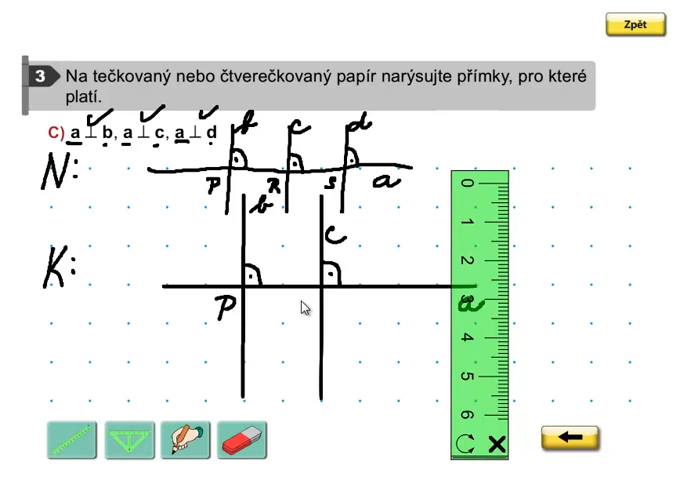 Zpět
3 Na tečkovaný nebo čtverečkovaný papír narýsujte přímky, pro které
platí.
C) a ⊥ b, a ⊥ c, a ⊥ d
b c d
N:
P R S a
b
c
K:
P a
0
1
2
3
4
5
6